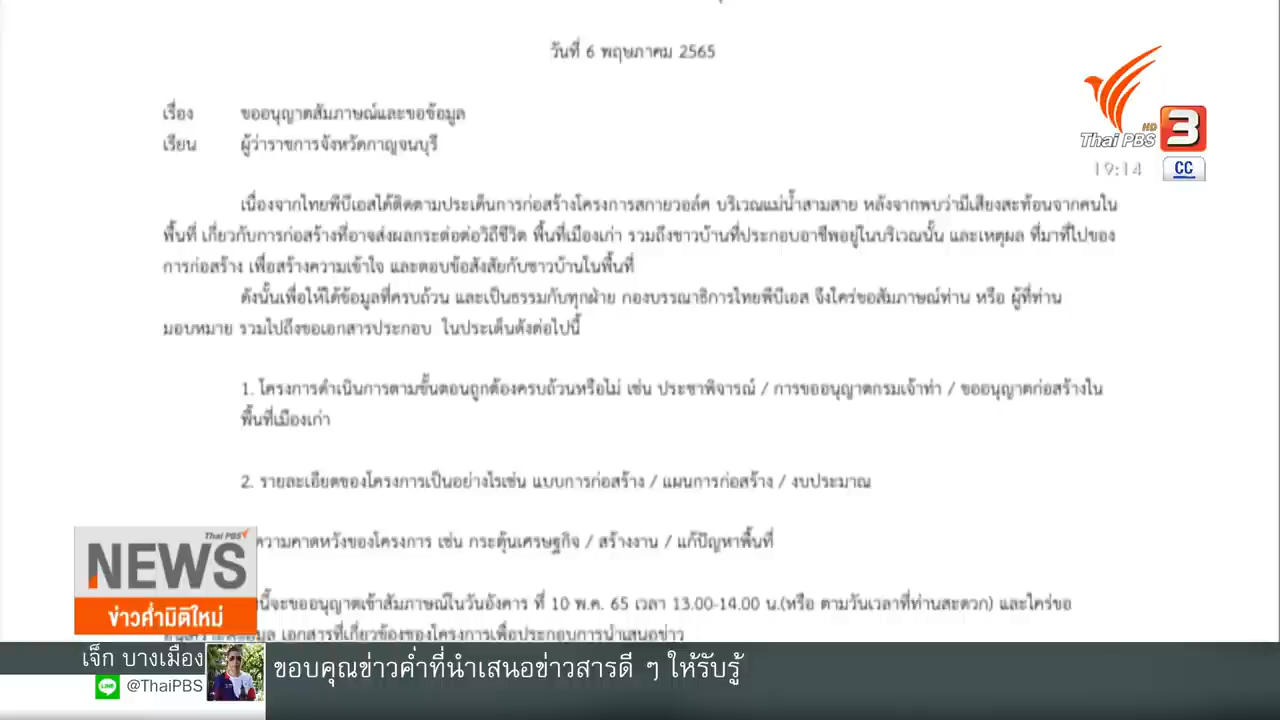 วันที่ 6 พฤษภาคม 2565
เรื่อง ขออนุญาตสัมภาษณ์และขอข้อมูล
เรียน ผู้ว่าราชการจังหวัดกาญจนบุรี
Thai PBS HD 3
19:14 CC
เนื่องจากไทยพีบีเอสได้ติดตามประเด็นการก่อสร้างโครงการสกายวอล์ค บริเวณแม่น้ำสามสาย หลังจากพบว่ามีเสียงสะท้อนจากคนใน
พื้นที่ เกี่ยวกับการก่อสร้างที่อาจส่งผลกระต่อต่อวิถีชีวิต พื้นที่เมืองเก่า รวมถึงชาวบ้านที่ประกอบอาชีพอยู่ในบริเวณนั้น และเหตุผล ที่มาที่ไปของ
การก่อสร้าง เพื่อสร้างความเข้าใจ และตอบข้อสังสัยกับชาวบ้านในพื้นที่
ดังนั้นเพื่อให้ได้ข้อมูลที่ครบถ้วน และเป็นธรรมกับทุกฝ่าย กองบรรณาธิการไทยพีบีเอส จึงใคร่ขอสัมภาษณ์ท่าน หรือ ผู้ที่ท่าน
มอบหมาย รวมไปถึงขอเอกสารประกอบ ในประเด็นดังต่อไปนี้
1. โครงการดำเนินการตามขั้นตอนถูกต้องครบถ้วนหรือไม่ เช่น ประชาพิจารณ์ / การขออนุญาตกรมเจ้าท่า / ขออนุญาตก่อสร้างใน
พื้นที่เมืองเก่า
2. รายละเอียดของโครงการเป็นอย่างไรเช่น แบบการก่อสร้าง / แผนการก่อสร้าง / งบประมาณ
ความคาดหวังของโครงการ เช่น กระตุ้นเศรษฐกิจ / สร้างงาน / แก้ปัญหาพื้นที่
นี้จะขออนุญาตเข้าสัมภาษณ์ในวันอังคาร ที่ 10 พ.ค. 65 เวลา 13.00-14.00 น.(หรือ ตามวันเวลาที่ท่านสะดวก) และใคร่ขอ
เอกสารที่เกี่ยวข้องของโครงการเพื่อประกอบการนำเสนอข่าว
Thai PBS
NEWS
ข่าวค่ำมิติใหม่
เจ็ก บางเมือง
LINE @ThaiPBS
ขอบคุณข่าวค่ำที่นำเสนอข่าวสารดี ๆ ให้รับรู้